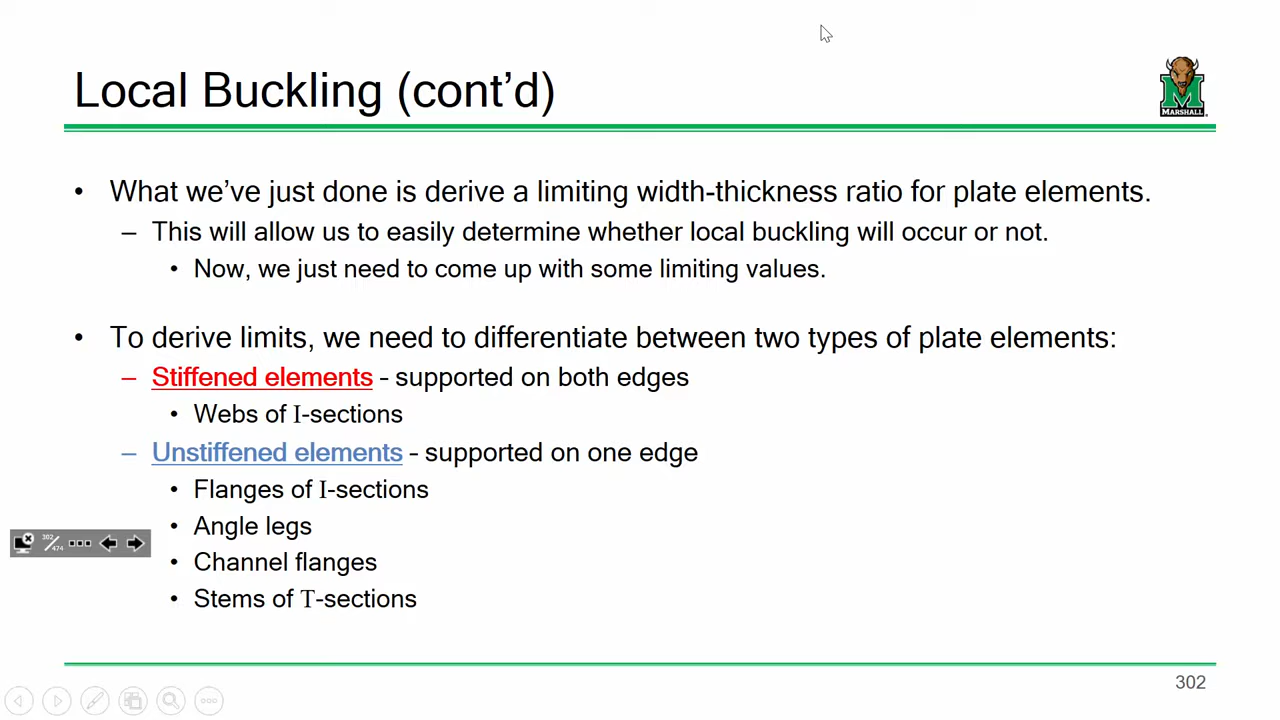 Local Buckling (cont'd)
MARSHALL
• What we've just done is derive a limiting width-thickness ratio for plate elements.
– This will allow us to easily determine whether local buckling will occur or not.
• Now, we just need to come up with some limiting values.
• To derive limits, we need to differentiate between two types of plate elements:
– Stiffened elements - supported on both edges
• Webs of I-sections
– Unstiffened elements - supported on one edge
• Flanges of I-sections
• Angle legs
302/474
• Channel flanges
• Stems of T-sections
302